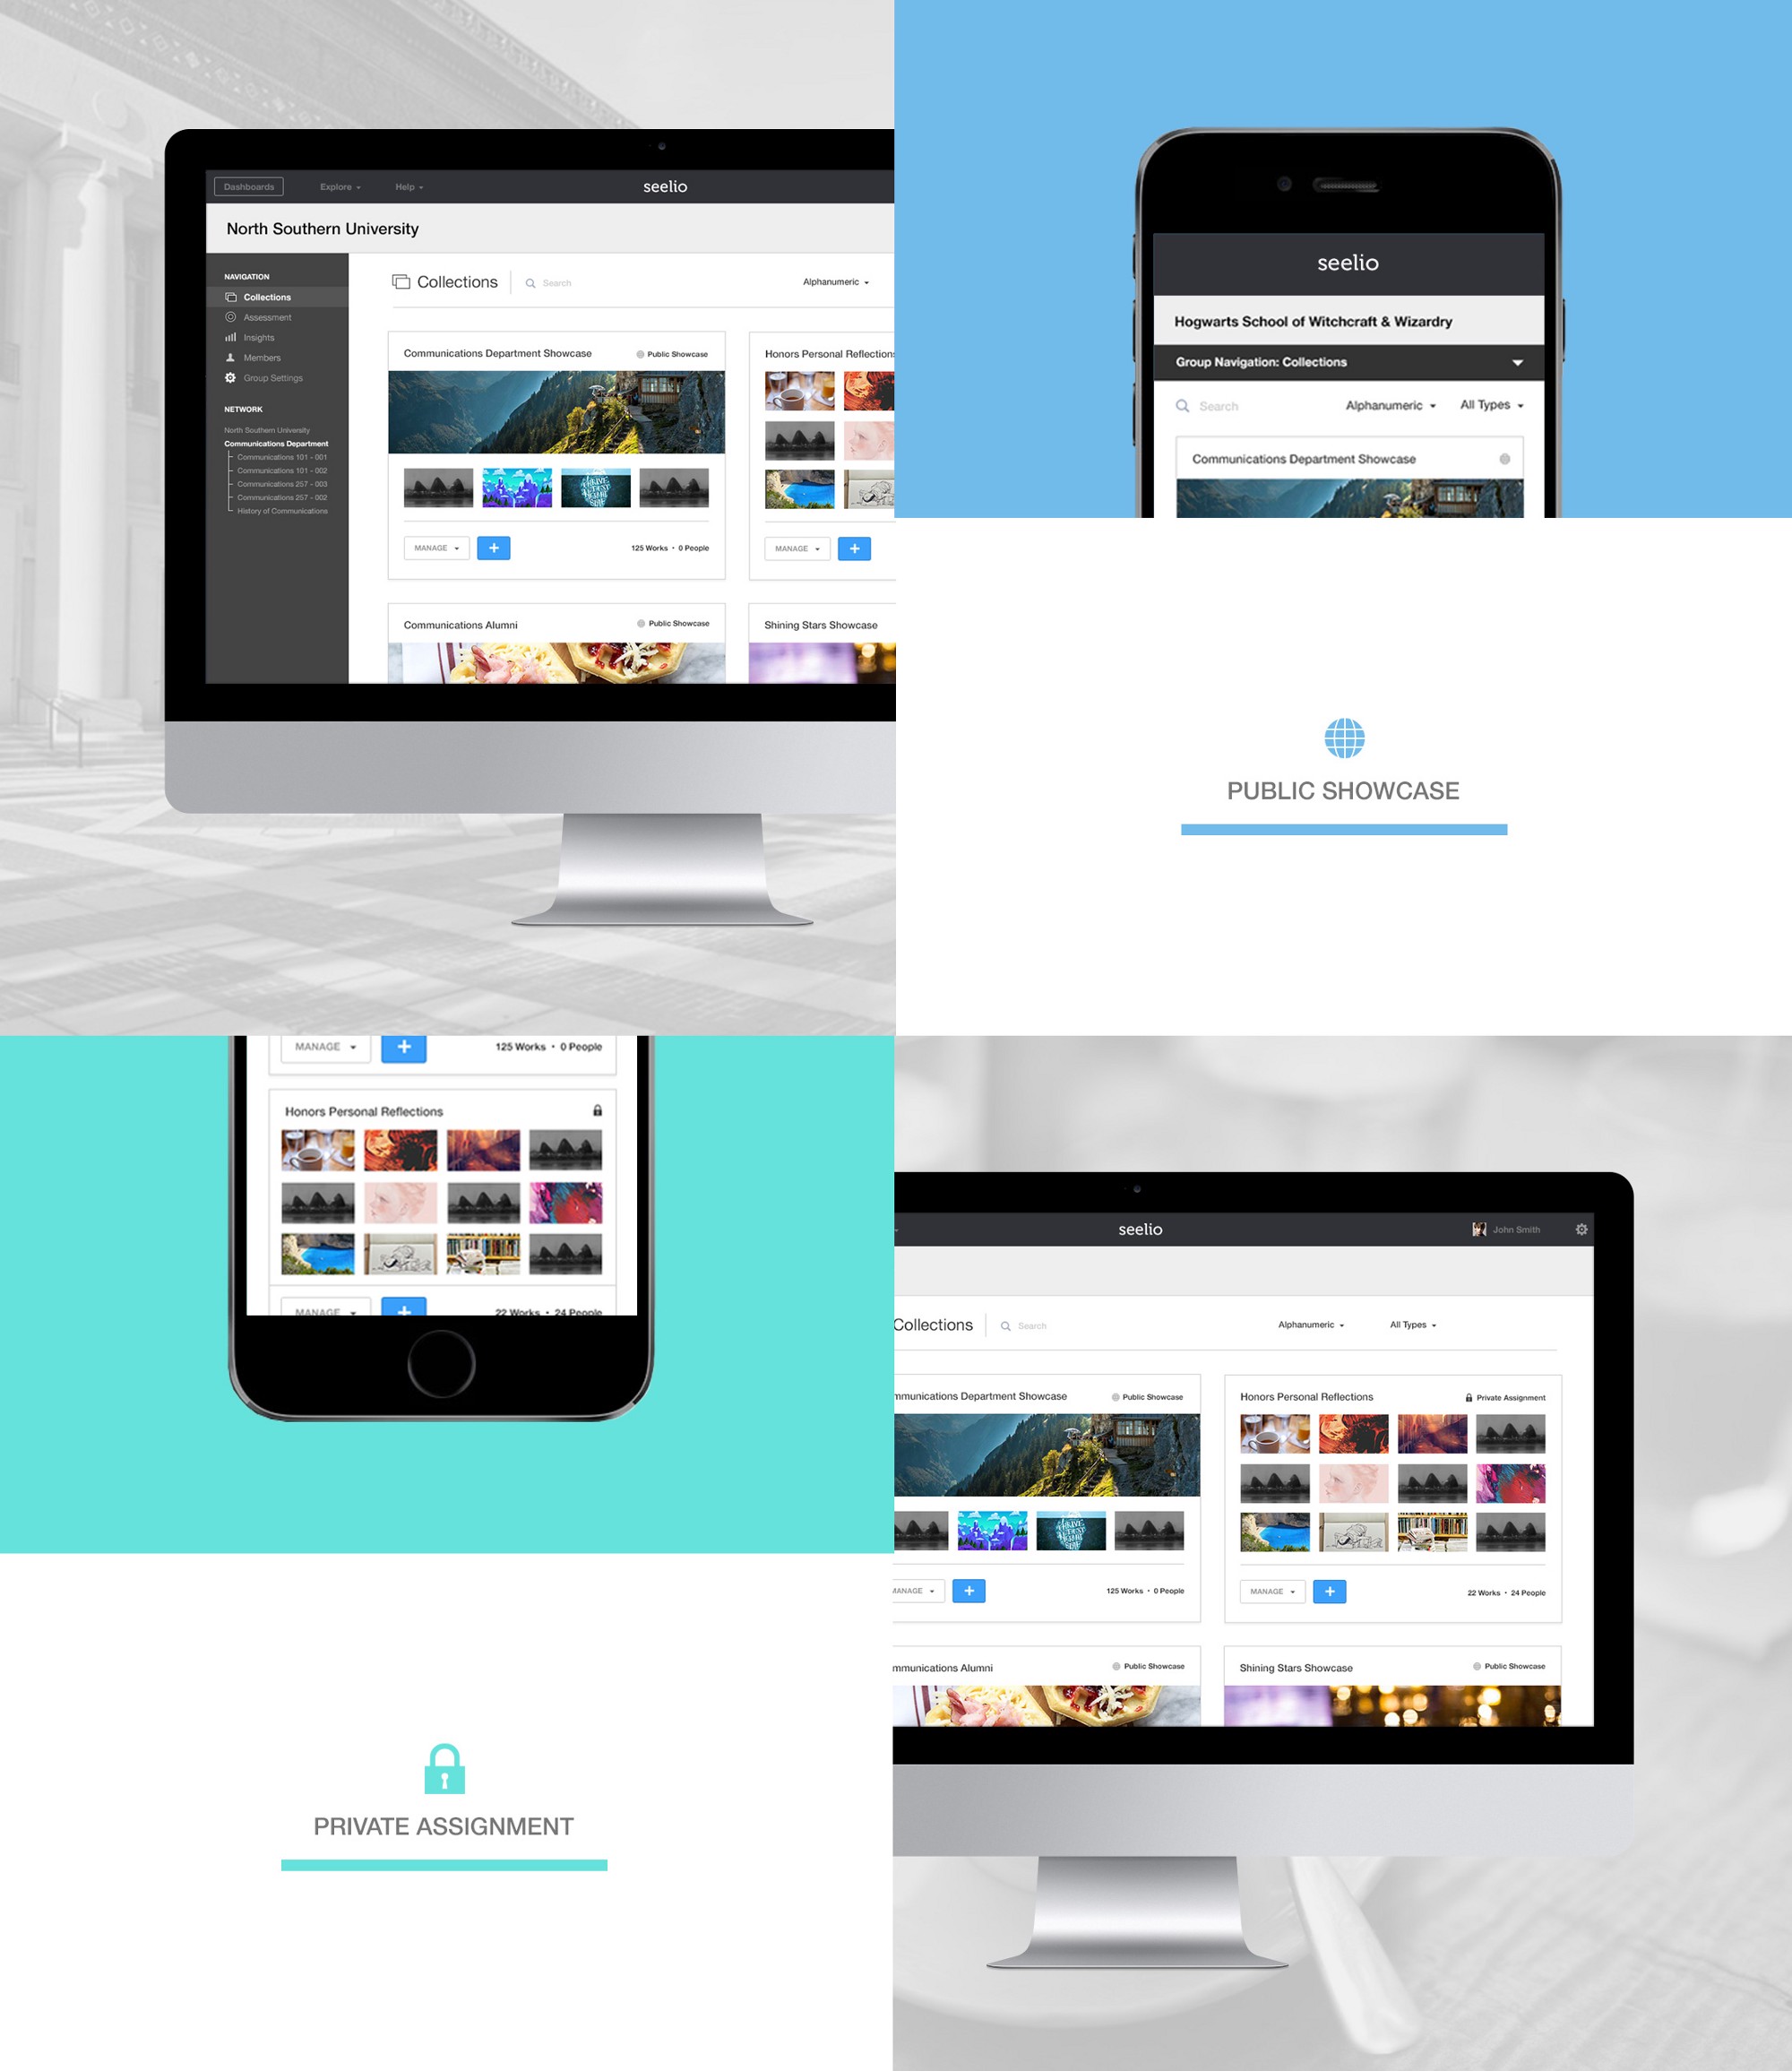 Dashboards
Explore
Help
seelio
North Southern University
NAVIGATION
Collections
Assessment
Insights
Members
Group Settings
NETWORK
North Southern University
Communications Department
Communications 101 - 001
Communications 101 - 002
Communications 257 - 003
Communications 257 - 002
History of Communications
Collections
Search
Alphanumeric
Communications Department Showcase
Public Showcase
MANAGE
+
125 Works • 0 People
Honors Personal Reflections
MANAGE
+
Communications Alumni
Public Showcase
Shining Stars Showcase
seelio
Hogwarts School of Witchcraft & Wizardry
Group Navigation: Collections
Search
Alphanumeric
All Types
Communications Department Showcase
PUBLIC SHOWCASE
MANAGE
+
125 Works • 0 People
Honors Personal Reflections
MANAGE
+
22 Works • 24 People
PRIVATE ASSIGNMENT
seelio
John Smith
Collections
Search
Alphanumeric
All Types
mmunications Department Showcase
Public Showcase
MANAGE
+
125 Works • 0 People
Honors Personal Reflections
Private Assignment
MANAGE
+
22 Works • 24 People
mmunications Alumni
Public Showcase
Shining Stars Showcase
Public Showcase